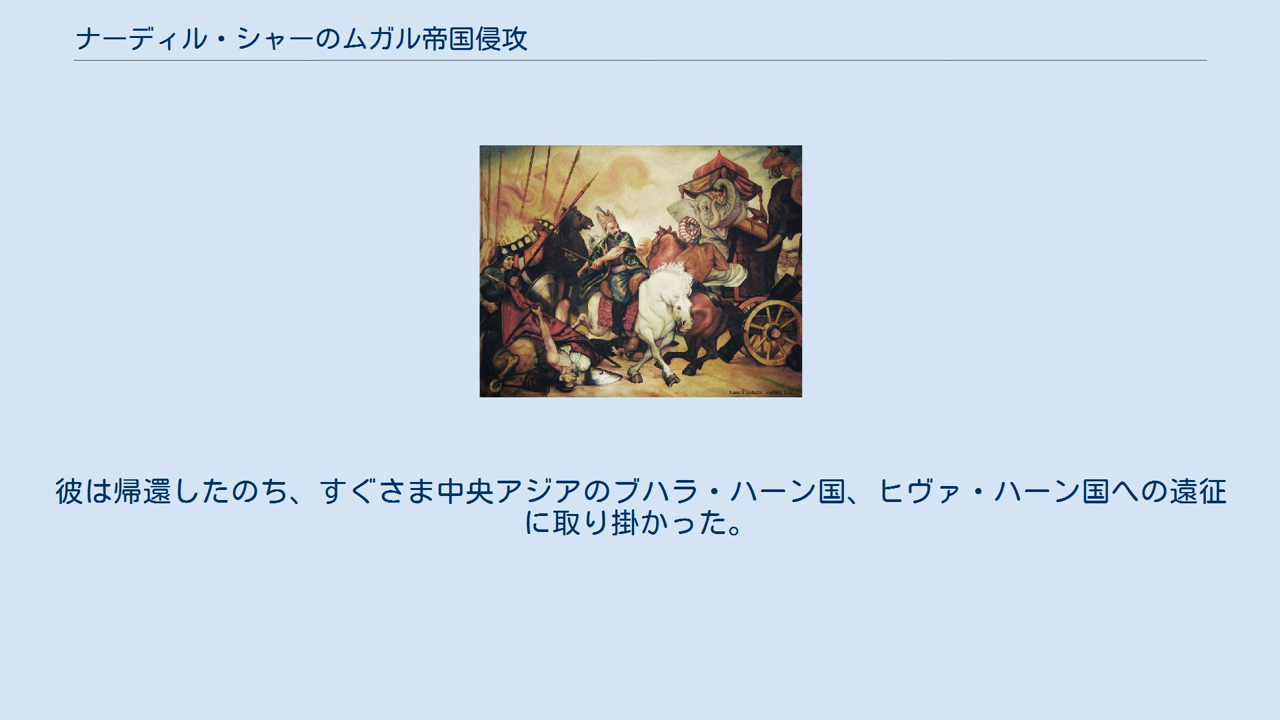 ナーディル・シャーのムガル帝国侵攻
彼は帰還したのち、すぐさま中央アジアのブハラ・ハーン国、ヒヴァ・ハーン国への遠征
に取り掛かった。